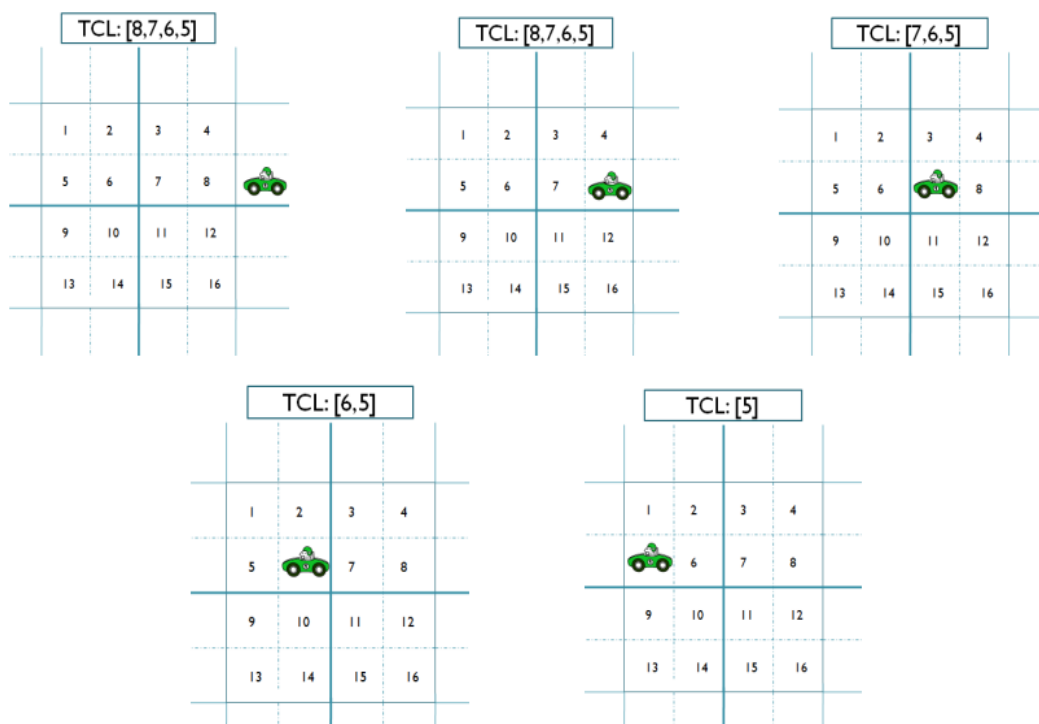 TCL: [8,7,6,5]
1 2 3 4
5 6 7 8
9 10 11 12
13 14 15 16
TCL: [8,7,6,5]
1 2 3 4
5 6 7
9 10 11 12
13 14 15 16
TCL: [7,6,5]
1 2 3 4
5 6 8
9 10 11 12
13 14 15 16
TCL: [6,5]
1 2 3 4
5 7 8
9 10 11 12
13 14 15 16
TCL: [5]
1 2 3 4
6 7 8
9 10 11 12
13 14 15 16